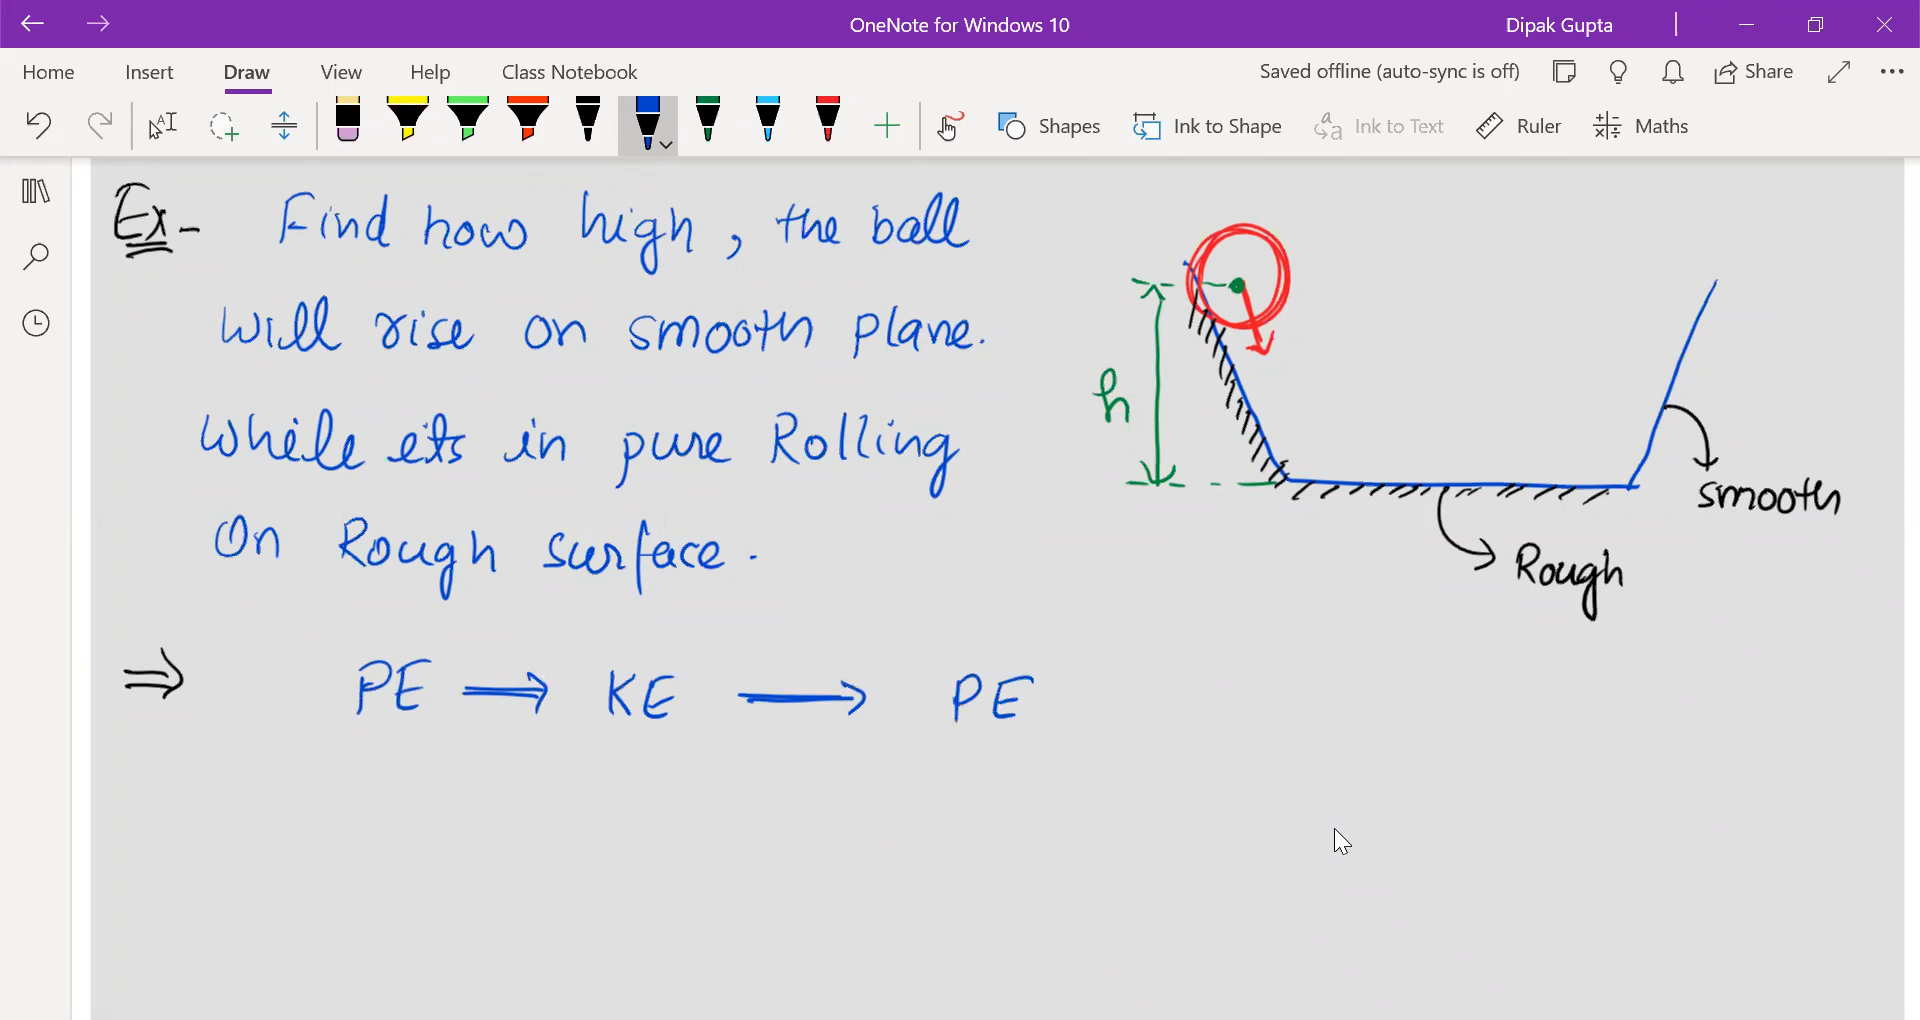 OneNote for Windows 10
Dipak Gupta
Home Insert Draw View Help Class Notebook
Saved offline (auto-sync is off) Share
Shapes Ink to Shape Ink to Text Ruler Maths
Ex- Find how high, the ball
will rise on smooth plane.
While its in pure Rolling
On Rough surface.
h
smooth
Rough
⇒ PE → KE → PE